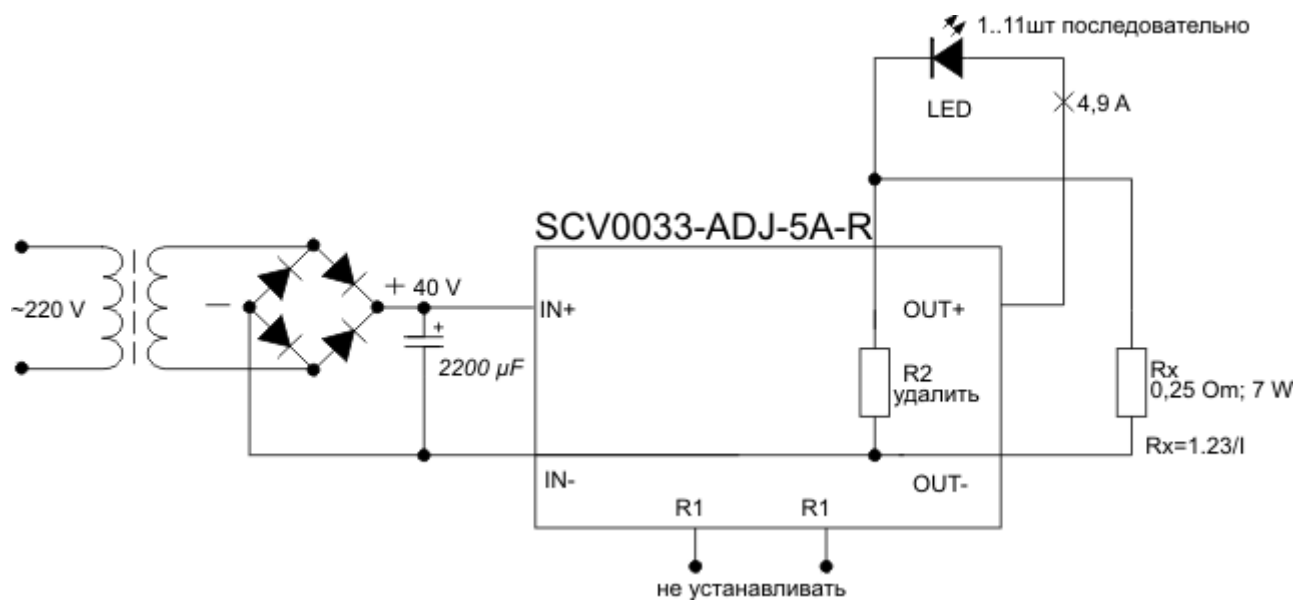 1..11шт последовательно
LED
4,9 A
SCV0033-ADJ-5A-R
~220 V
—
+ 40 V
+
2200 µF
IN+
OUT+
R2
удалить
Rx
0,25 Om; 7 W
Rx=1.23/I
IN-
OUT-
R1
R1
не устанавливать